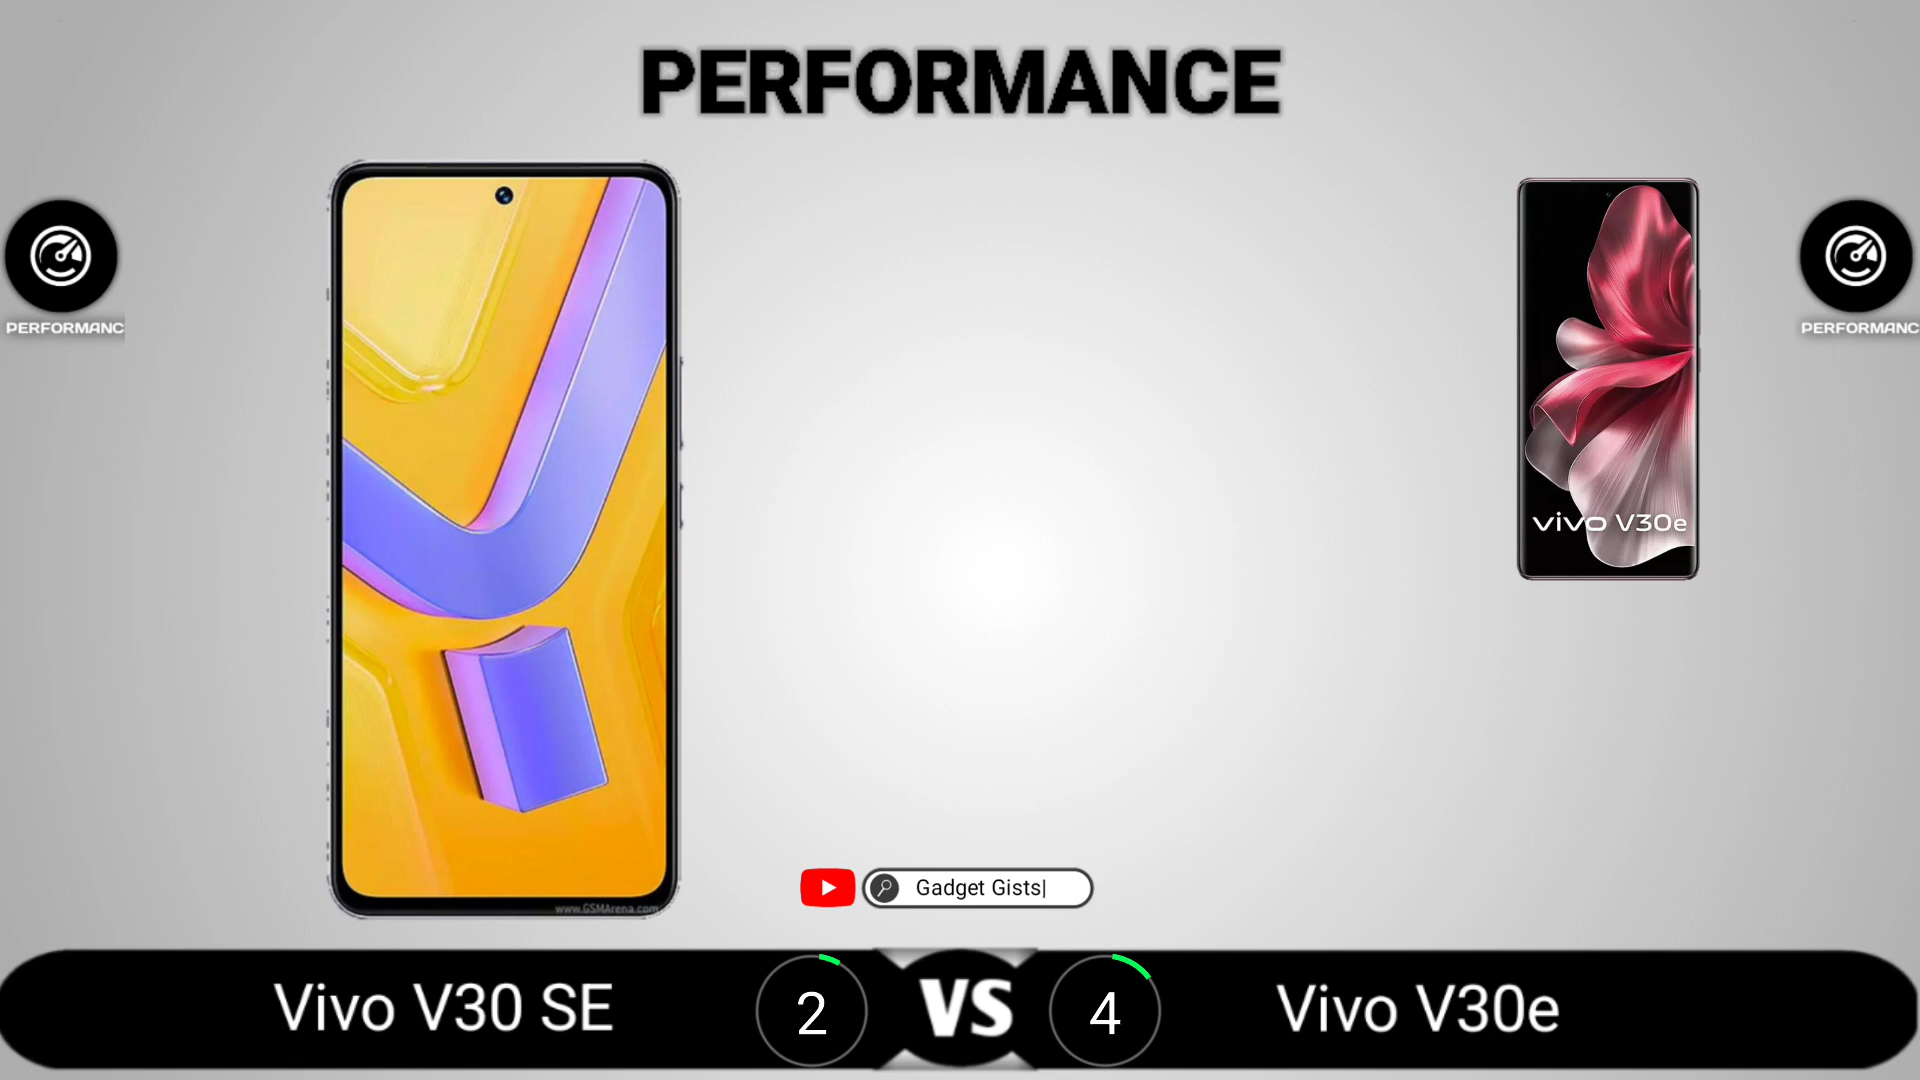 PERFORMANCE
PERFORMANC
PERFORMANC
vivo V30e
Gadget Gists|
www.GSMArena.com
Vivo V30 SE
2
VS
4
Vivo V30e